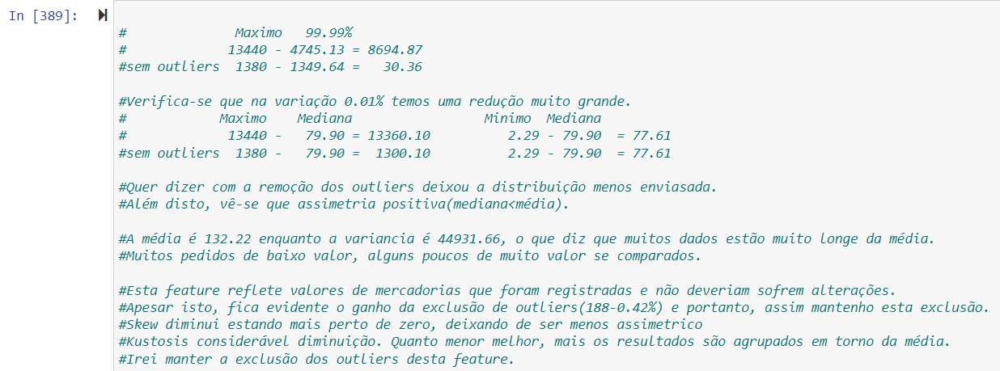 In [389]:
#              Maximo   99.99%
#             13440 - 4745.13 = 8694.87
#sem outliers  1380 - 1349.64 =   30.36
#Verifica-se que na variação 0.01% temos uma redução muito grande.
#            Maximo    Mediana                 Minimo  Mediana
#             13440 -   79.90 = 13360.10          2.29 - 79.90  = 77.61
#sem outliers  1380 -   79.90 =  1300.10          2.29 - 79.90  = 77.61
#Quer dizer com a remoção dos outliers deixou a distribuição menos enviasada.
#Além disto, vê-se que assimetria positiva(mediana<média).
#A média é 132.22 enquanto a variancia é 44931.66, o que diz que muitos dados estão muito longe da média.
#Muitos pedidos de baixo valor, alguns poucos de muito valor se comparados.
#Esta feature reflete valores de mercadorias que foram registradas e não deveriam sofrem alterações.
#Apesar isto, fica evidente o ganho da exclusão de outliers(188-0.42%) e portanto, assim mantenho esta exclusão.
#Skew diminui estando mais perto de zero, deixando de ser menos assimetrico
#Kustosis considerável diminuição. Quanto menor melhor, mais os resultados são agrupados em torno da média.
#Irei manter a exclusão dos outliers desta feature.